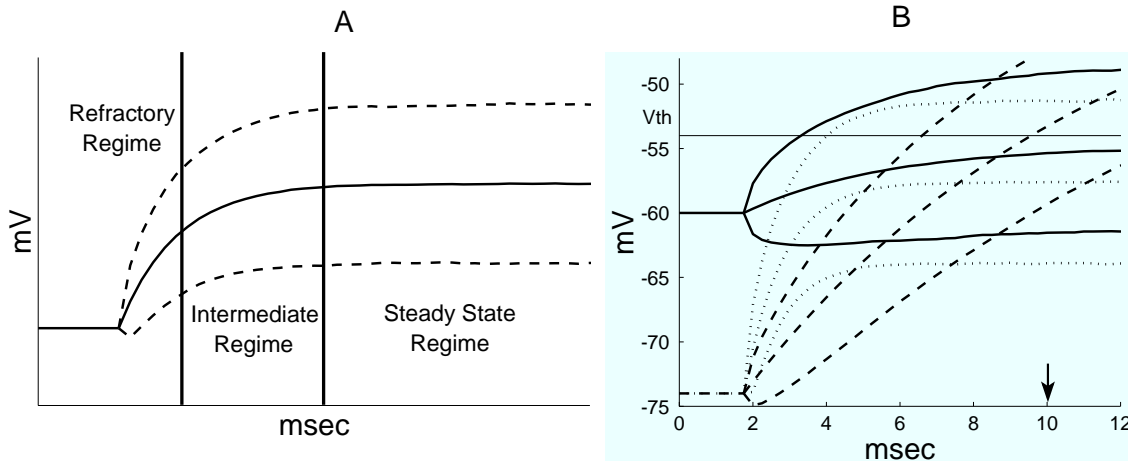 A
mV
Refractory
Regime
Intermediate
Regime
Steady State
Regime
msec
B
mV
-50
Vth
-55
-60
-65
-70
-75
0
2
4
6
8
10
12
msec